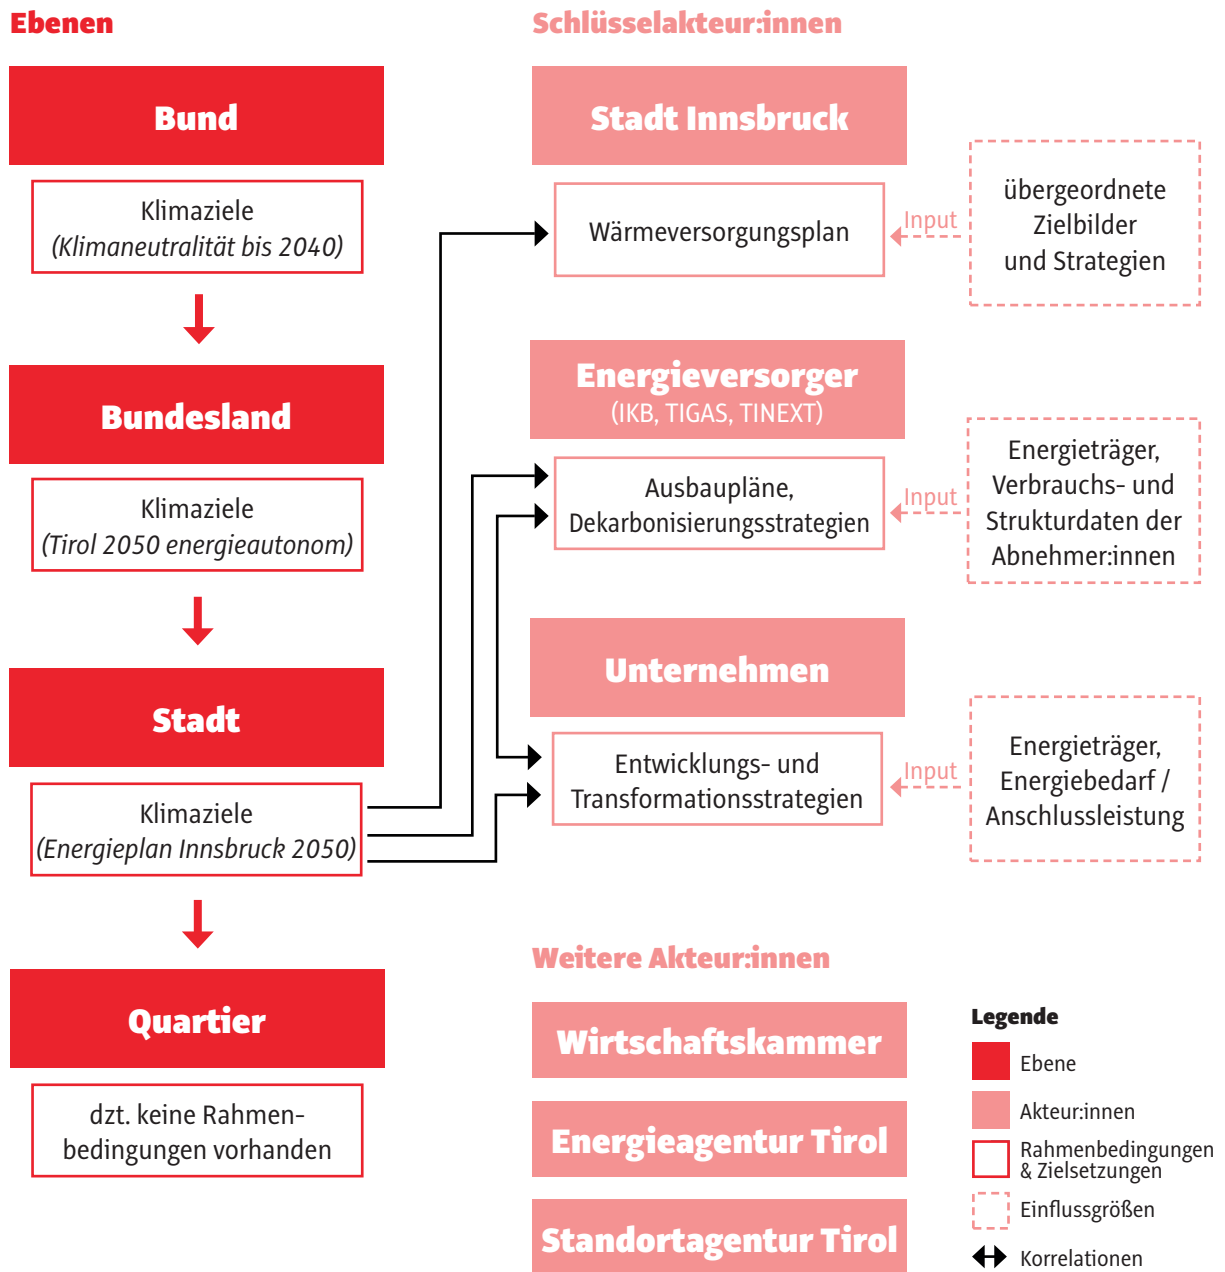 Ebenen
Bund
Klimaziele
(Klimaneutralität bis 2040)
Bundesland
Klimaziele
(Tirol 2050 energieautonom)
Stadt
Klimaziele
(Energieplan Innsbruck 2050)
Quartier
dzt. keine Rahmen-
bedingungen vorhanden
Schlüsselakteur:innen
Stadt Innsbruck
Wärmeversorgungsplan
Input
übergeordnete
Zielbilder
und Strategien
Energieversorger
(IKB, TIGAS, TINEXT)
Ausbaupläne,
Dekarbonisierungsstrategien
Input
Energieträger,
Verbrauchs- und
Strukturdaten der
Abnehmer:innen
Unternehmen
Entwicklungs- und
Transformationsstrategien
Input
Energieträger,
Energiebedarf /
Anschlussleistung
Weitere Akteur:innen
Wirtschaftskammer
Energieagentur Tirol
Standortagentur Tirol
Legende
Ebene
Akteur:innen
Rahmenbedingungen
& Zielsetzungen
Einflussgrößen
Korrelationen